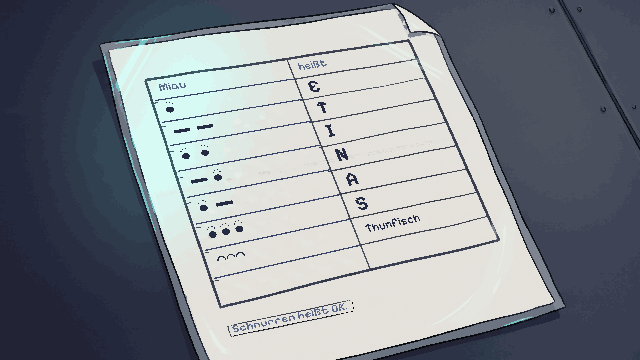 Miau heißt
• E
— — T
• • I
— • N
• — A
• • • S
Thunfisch
Schnurren heißt OK.